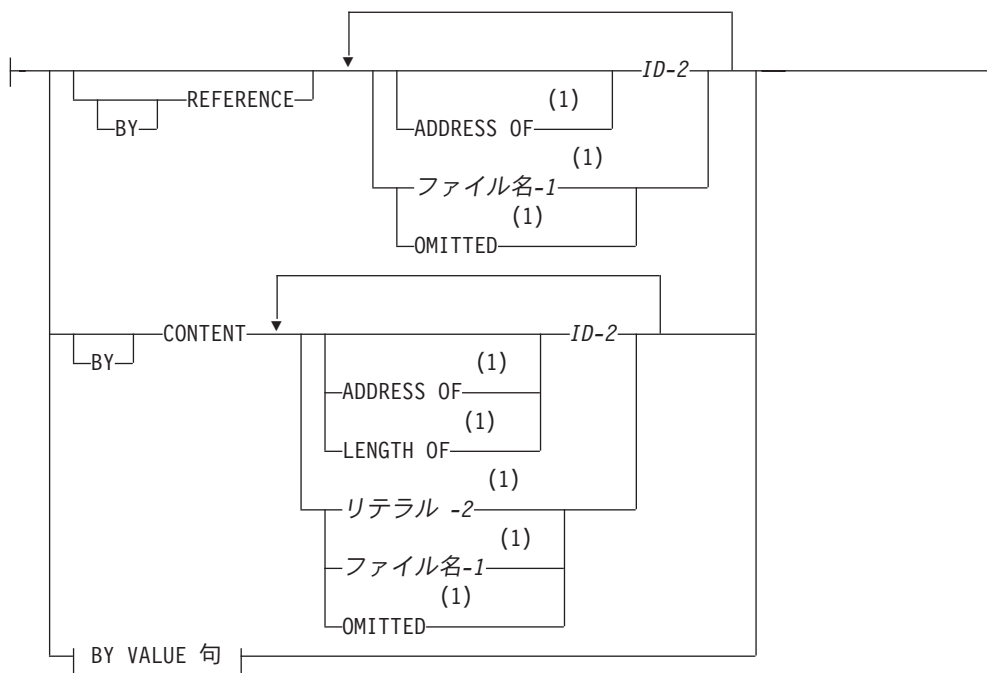 ID-2
REFERENCE (1)
BY ADDRESS OF
(1)
ファイル名-1
(1)
OMITTED
CONTENT ID-2
BY (1)
ADDRESS OF
(1)
LENGTH OF
(1)
リテラル -2
(1)
ファイル名-1
(1)
OMITTED
BY VALUE 句